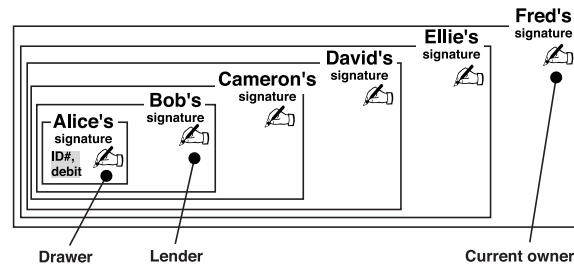 Fred's
signature
Ellie's
signature
David's
signature
Cameron's
signature
Bob's
signature
Alice's
signature
ID#,
debit
Drawer
Lender
Current owner